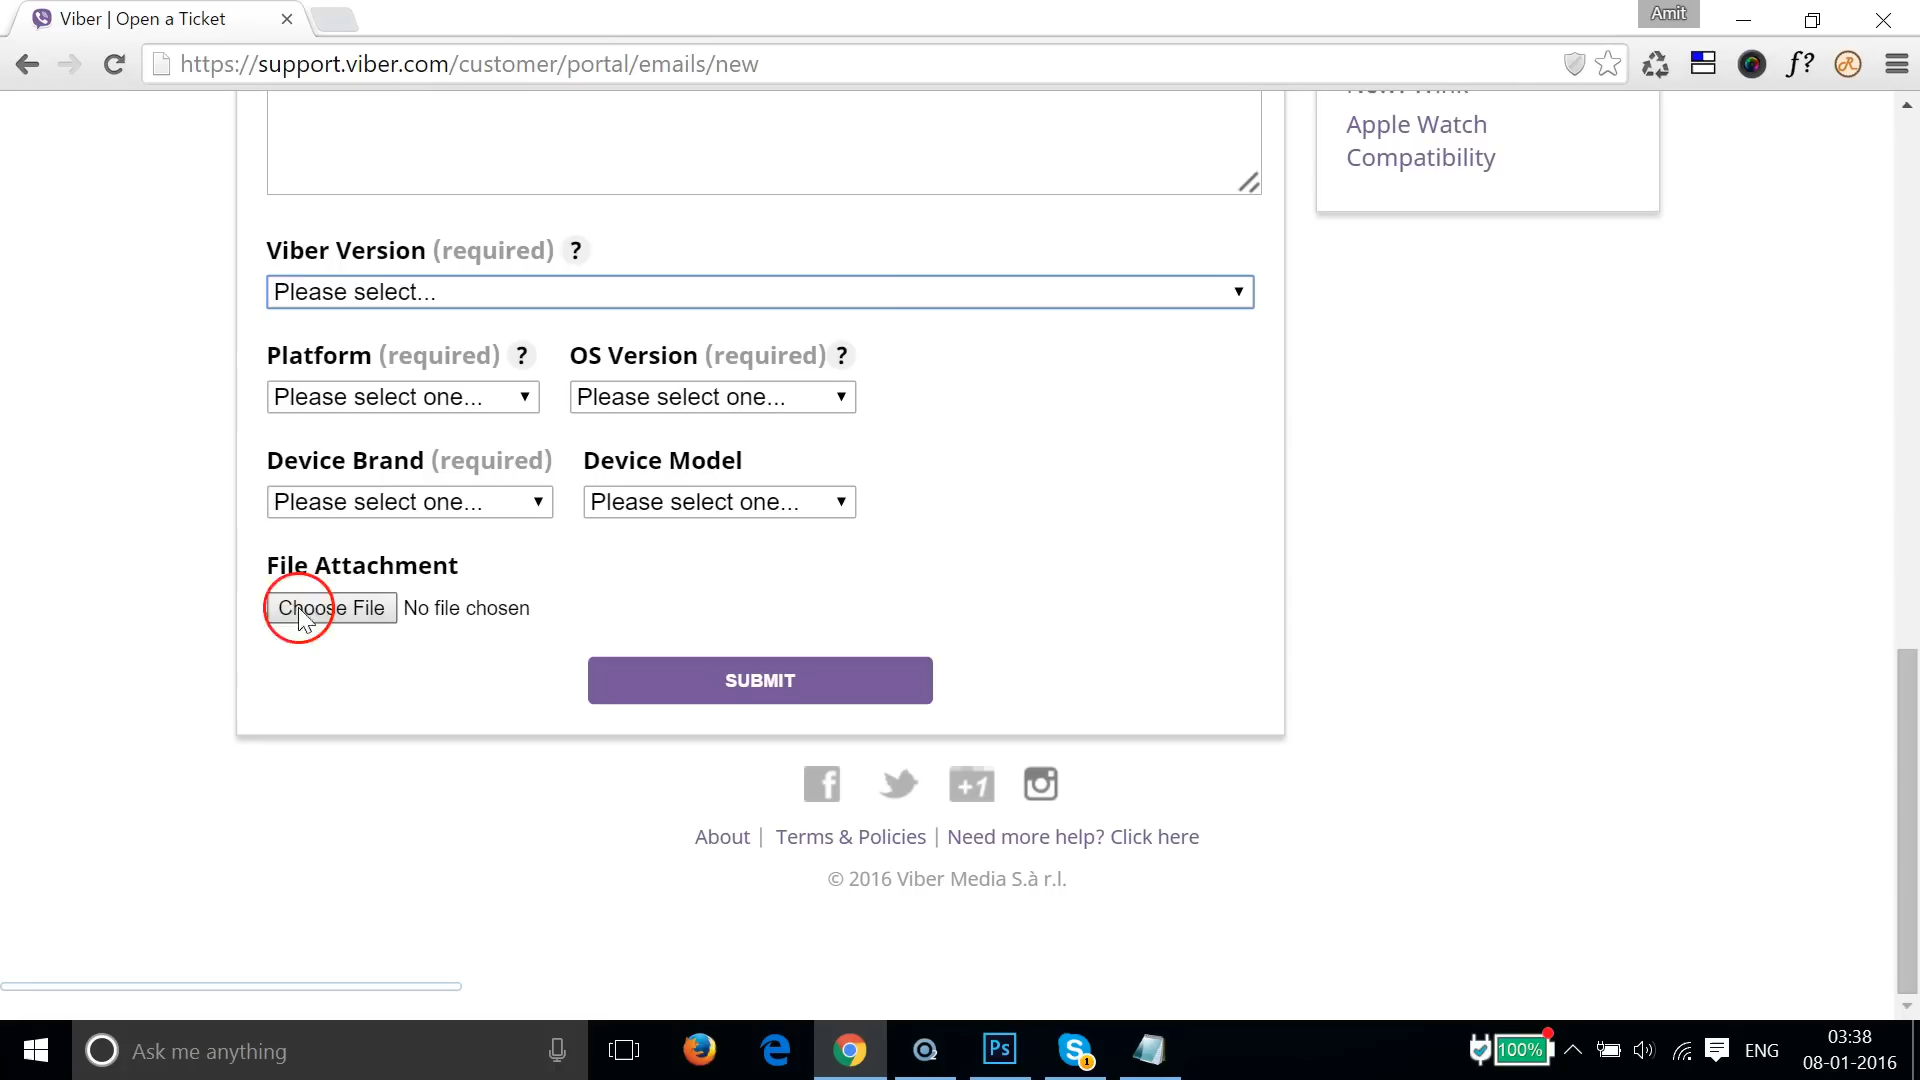 Viber | Open a Ticket
Amit
https://support.viber.com/customer/portal/emails/new
f?
Apple Watch
Compatibility
Viber Version (required) ?
Please select...
Platform (required) ? OS Version (required) ?
Please select one... Please select one...
Device Brand (required) Device Model
Please select one... Please select one...
File Attachment
Choose File No file chosen
SUBMIT
f +1
About | Terms & Policies | Need more help? Click here
© 2016 Viber Media S.à r.l.
Ask me anything
Ps
S 1
100%
ENG
03:38
08-01-2016